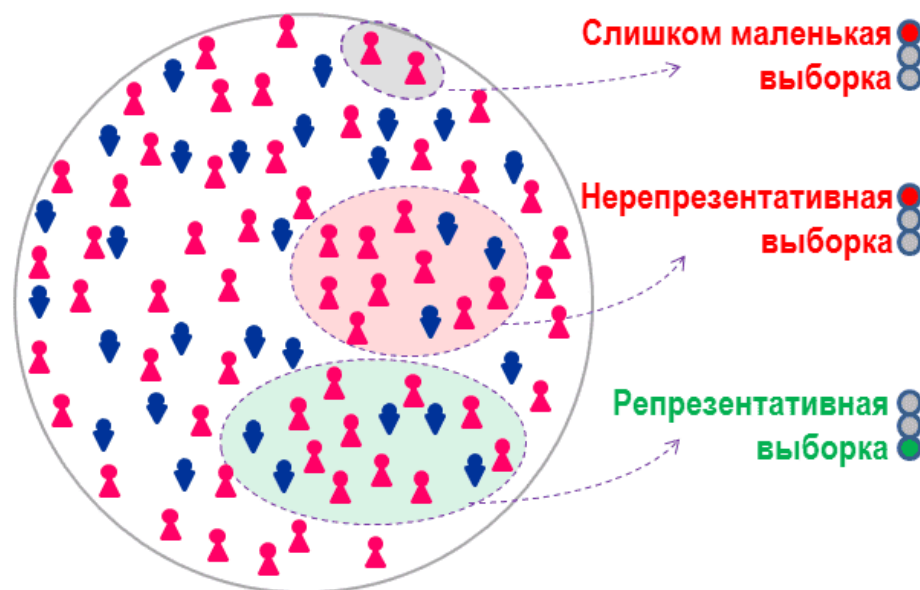 Слишком маленькая
выборка
Нерепрезентативная
выборка
Репрезентативная
выборка